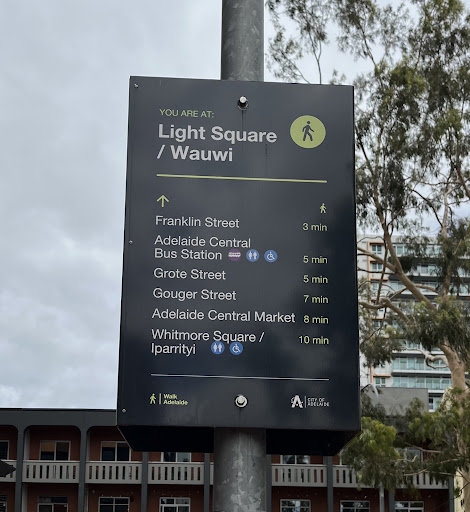 YOU ARE AT:
Light Square
/ Wauwi
Franklin Street 3 min
Adelaide Central
Bus Station 5 min
Grote Street 5 min
Gouger Street 7 min
Adelaide Central Market 8 min
Whitmore Square /
Iparrityi 10 min
Walk
Adelaide
CITY OF
ADELAIDE